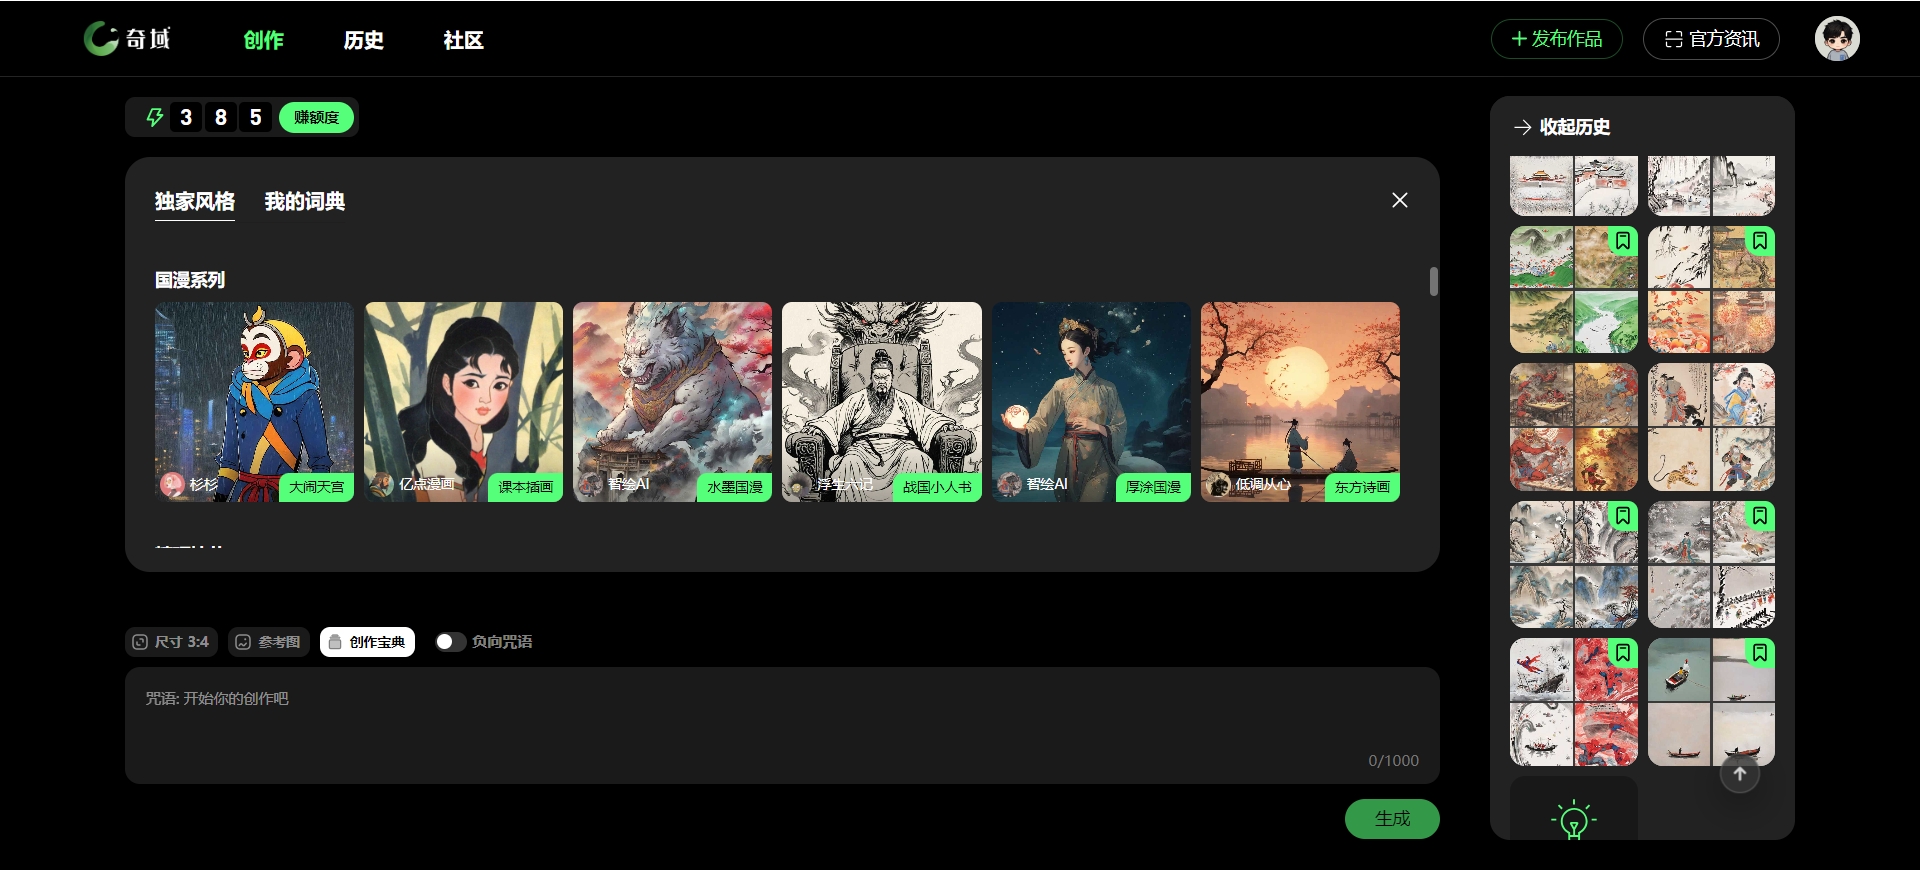 奇域
创作
历史
社区
发布作品
官方资讯
3 8 5
赚额度
独家风格
我的词典
国漫系列
杉杉
大闹天宫
亿点漫画
课本插画
智绘AI
水墨国漫
浮生六记
战国小人书
智绘AI
厚涂国漫
低调从心
东方诗画
尺寸 3:4
参考图
创作宝典
负向咒语
咒语: 开始你的创作吧
0/1000
生成
收起历史